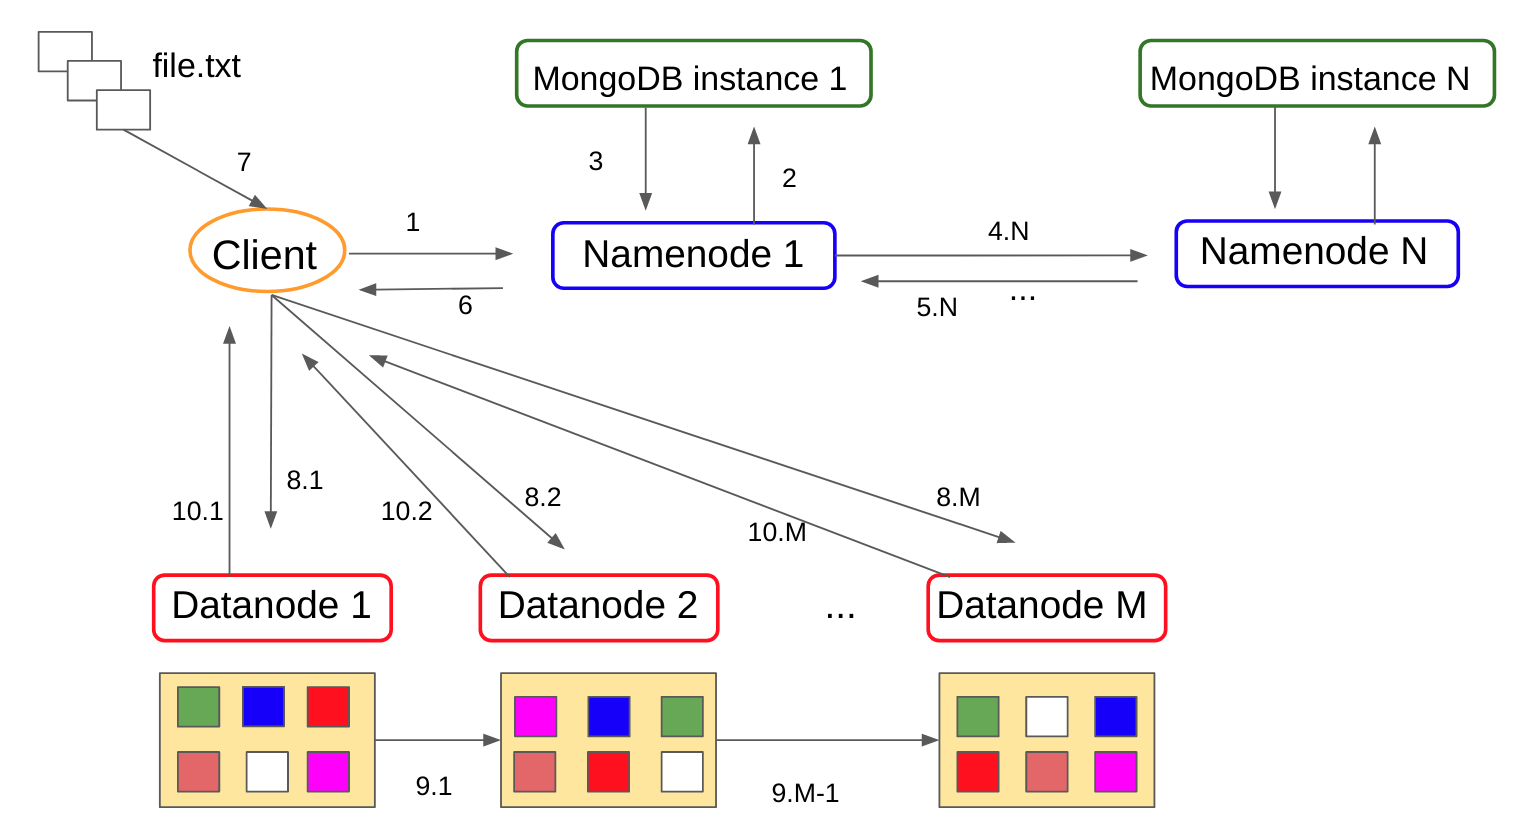 file.txt
MongoDB instance 1
MongoDB instance N
7
3
2
1
4.N
Client
Namenode 1
Namenode N
6
5.N
...
8.1
10.1
10.2
8.2
8.M
10.M
Datanode 1
Datanode 2
...
Datanode M
9.1
9.M-1